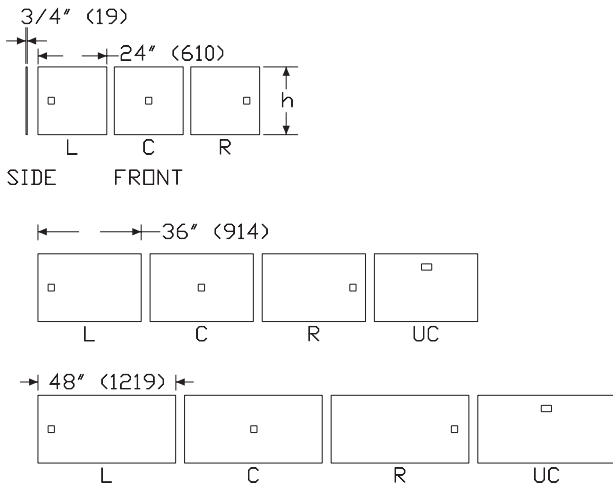 3/4" (19)
24" (610)
h
L C R
SIDE FRONT
36" (914)
L C R UC
48" (1219)
L C R UC